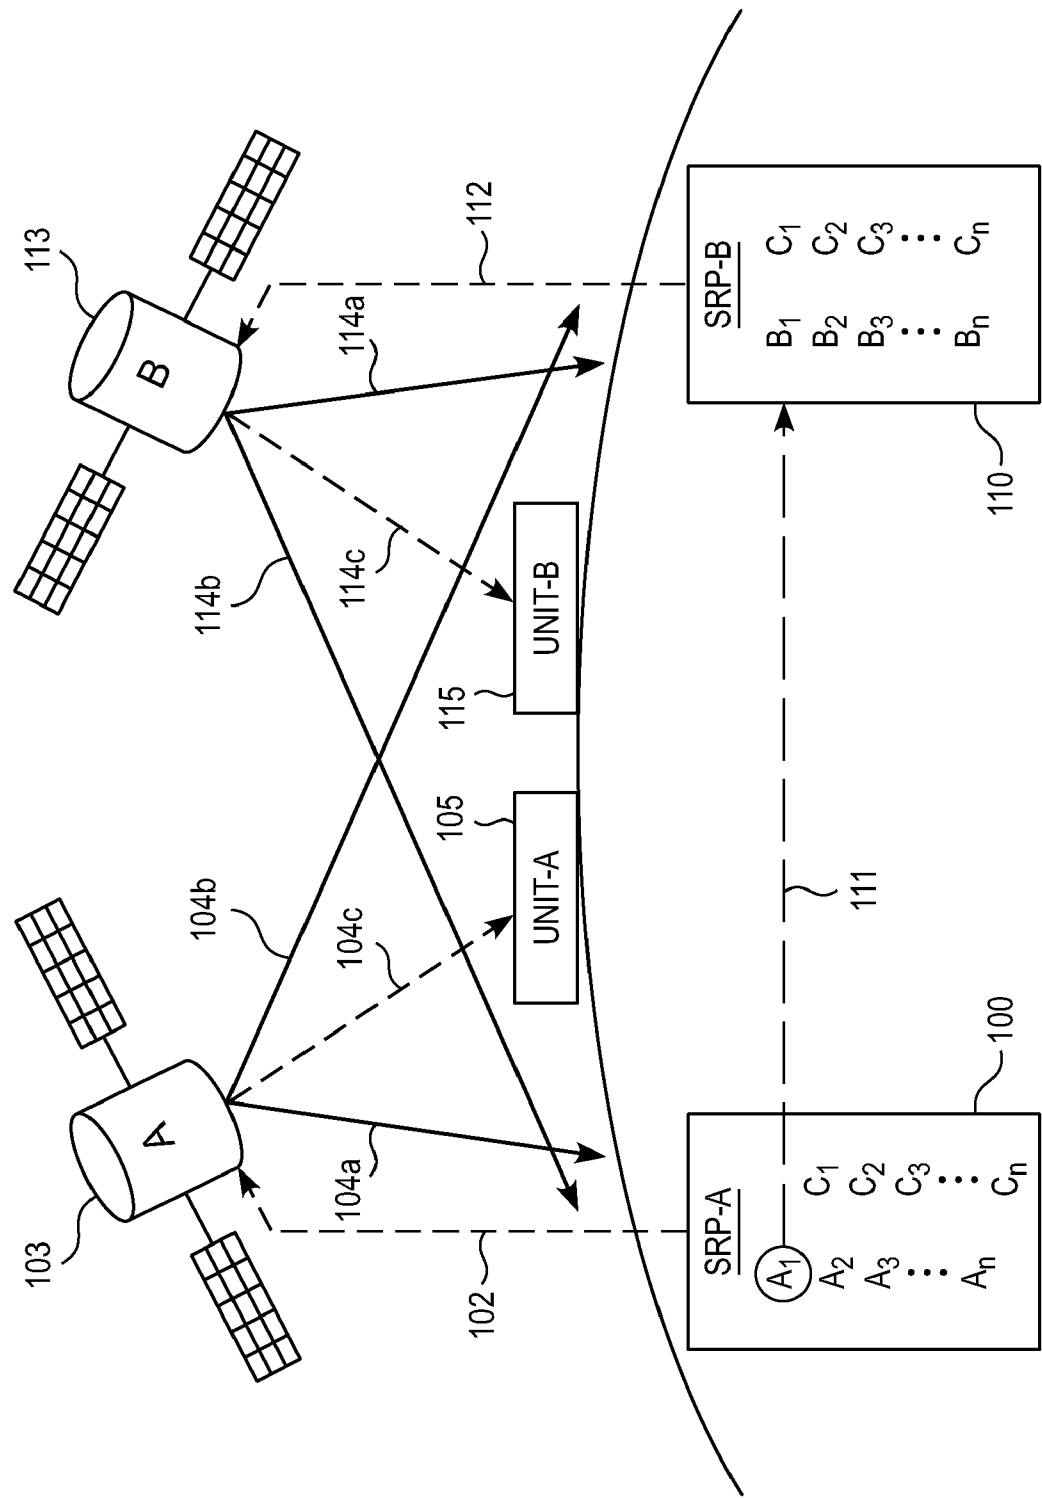 103
113
A
B
102
104a
104b
104c
114b
114c
114a
112
105
115
UNIT-A
UNIT-B
SRP-A
A1 C1
A2 C2
A3 C3
... ...
An Cn
100
111
SRP-B
B1 C1
B2 C2
B3 C3
... ...
Bn Cn
110